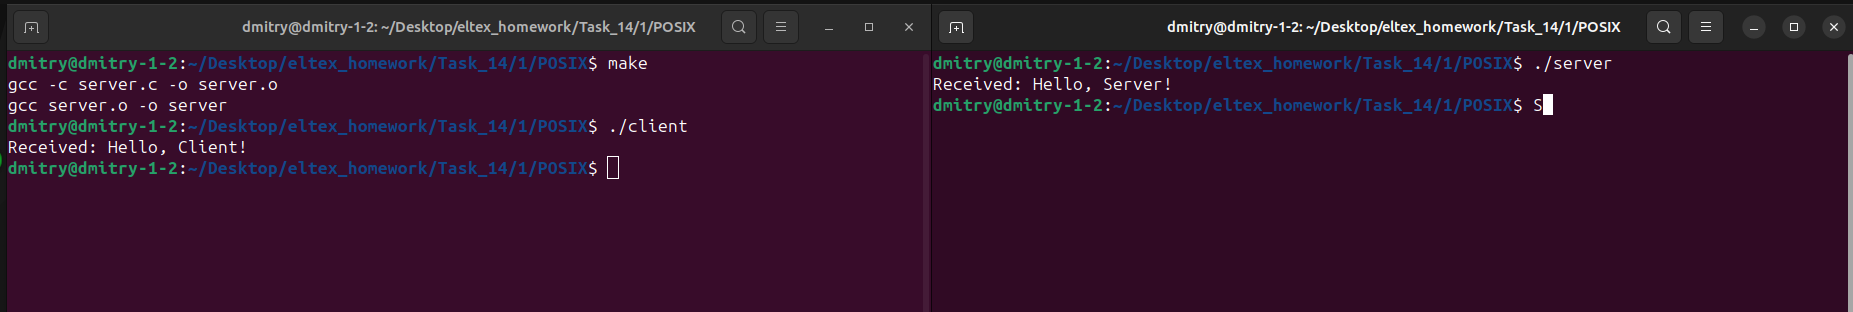 dmitry@dmitry-1-2: ~/Desktop/eltex_homework/Task_14/1/POSIX
dmitry@dmitry-1-2:~/Desktop/eltex_homework/Task_14/1/POSIX$ make
gcc -c server.c -o server.o
gcc server.o -o server
dmitry@dmitry-1-2:~/Desktop/eltex_homework/Task_14/1/POSIX$ ./client
Received: Hello, Client!
dmitry@dmitry-1-2:~/Desktop/eltex_homework/Task_14/1/POSIX$
dmitry@dmitry-1-2: ~/Desktop/eltex_homework/Task_14/1/POSIX
dmitry@dmitry-1-2:~/Desktop/eltex_homework/Task_14/1/POSIX$ ./server
Received: Hello, Server!
dmitry@dmitry-1-2:~/Desktop/eltex_homework/Task_14/1/POSIX$ S